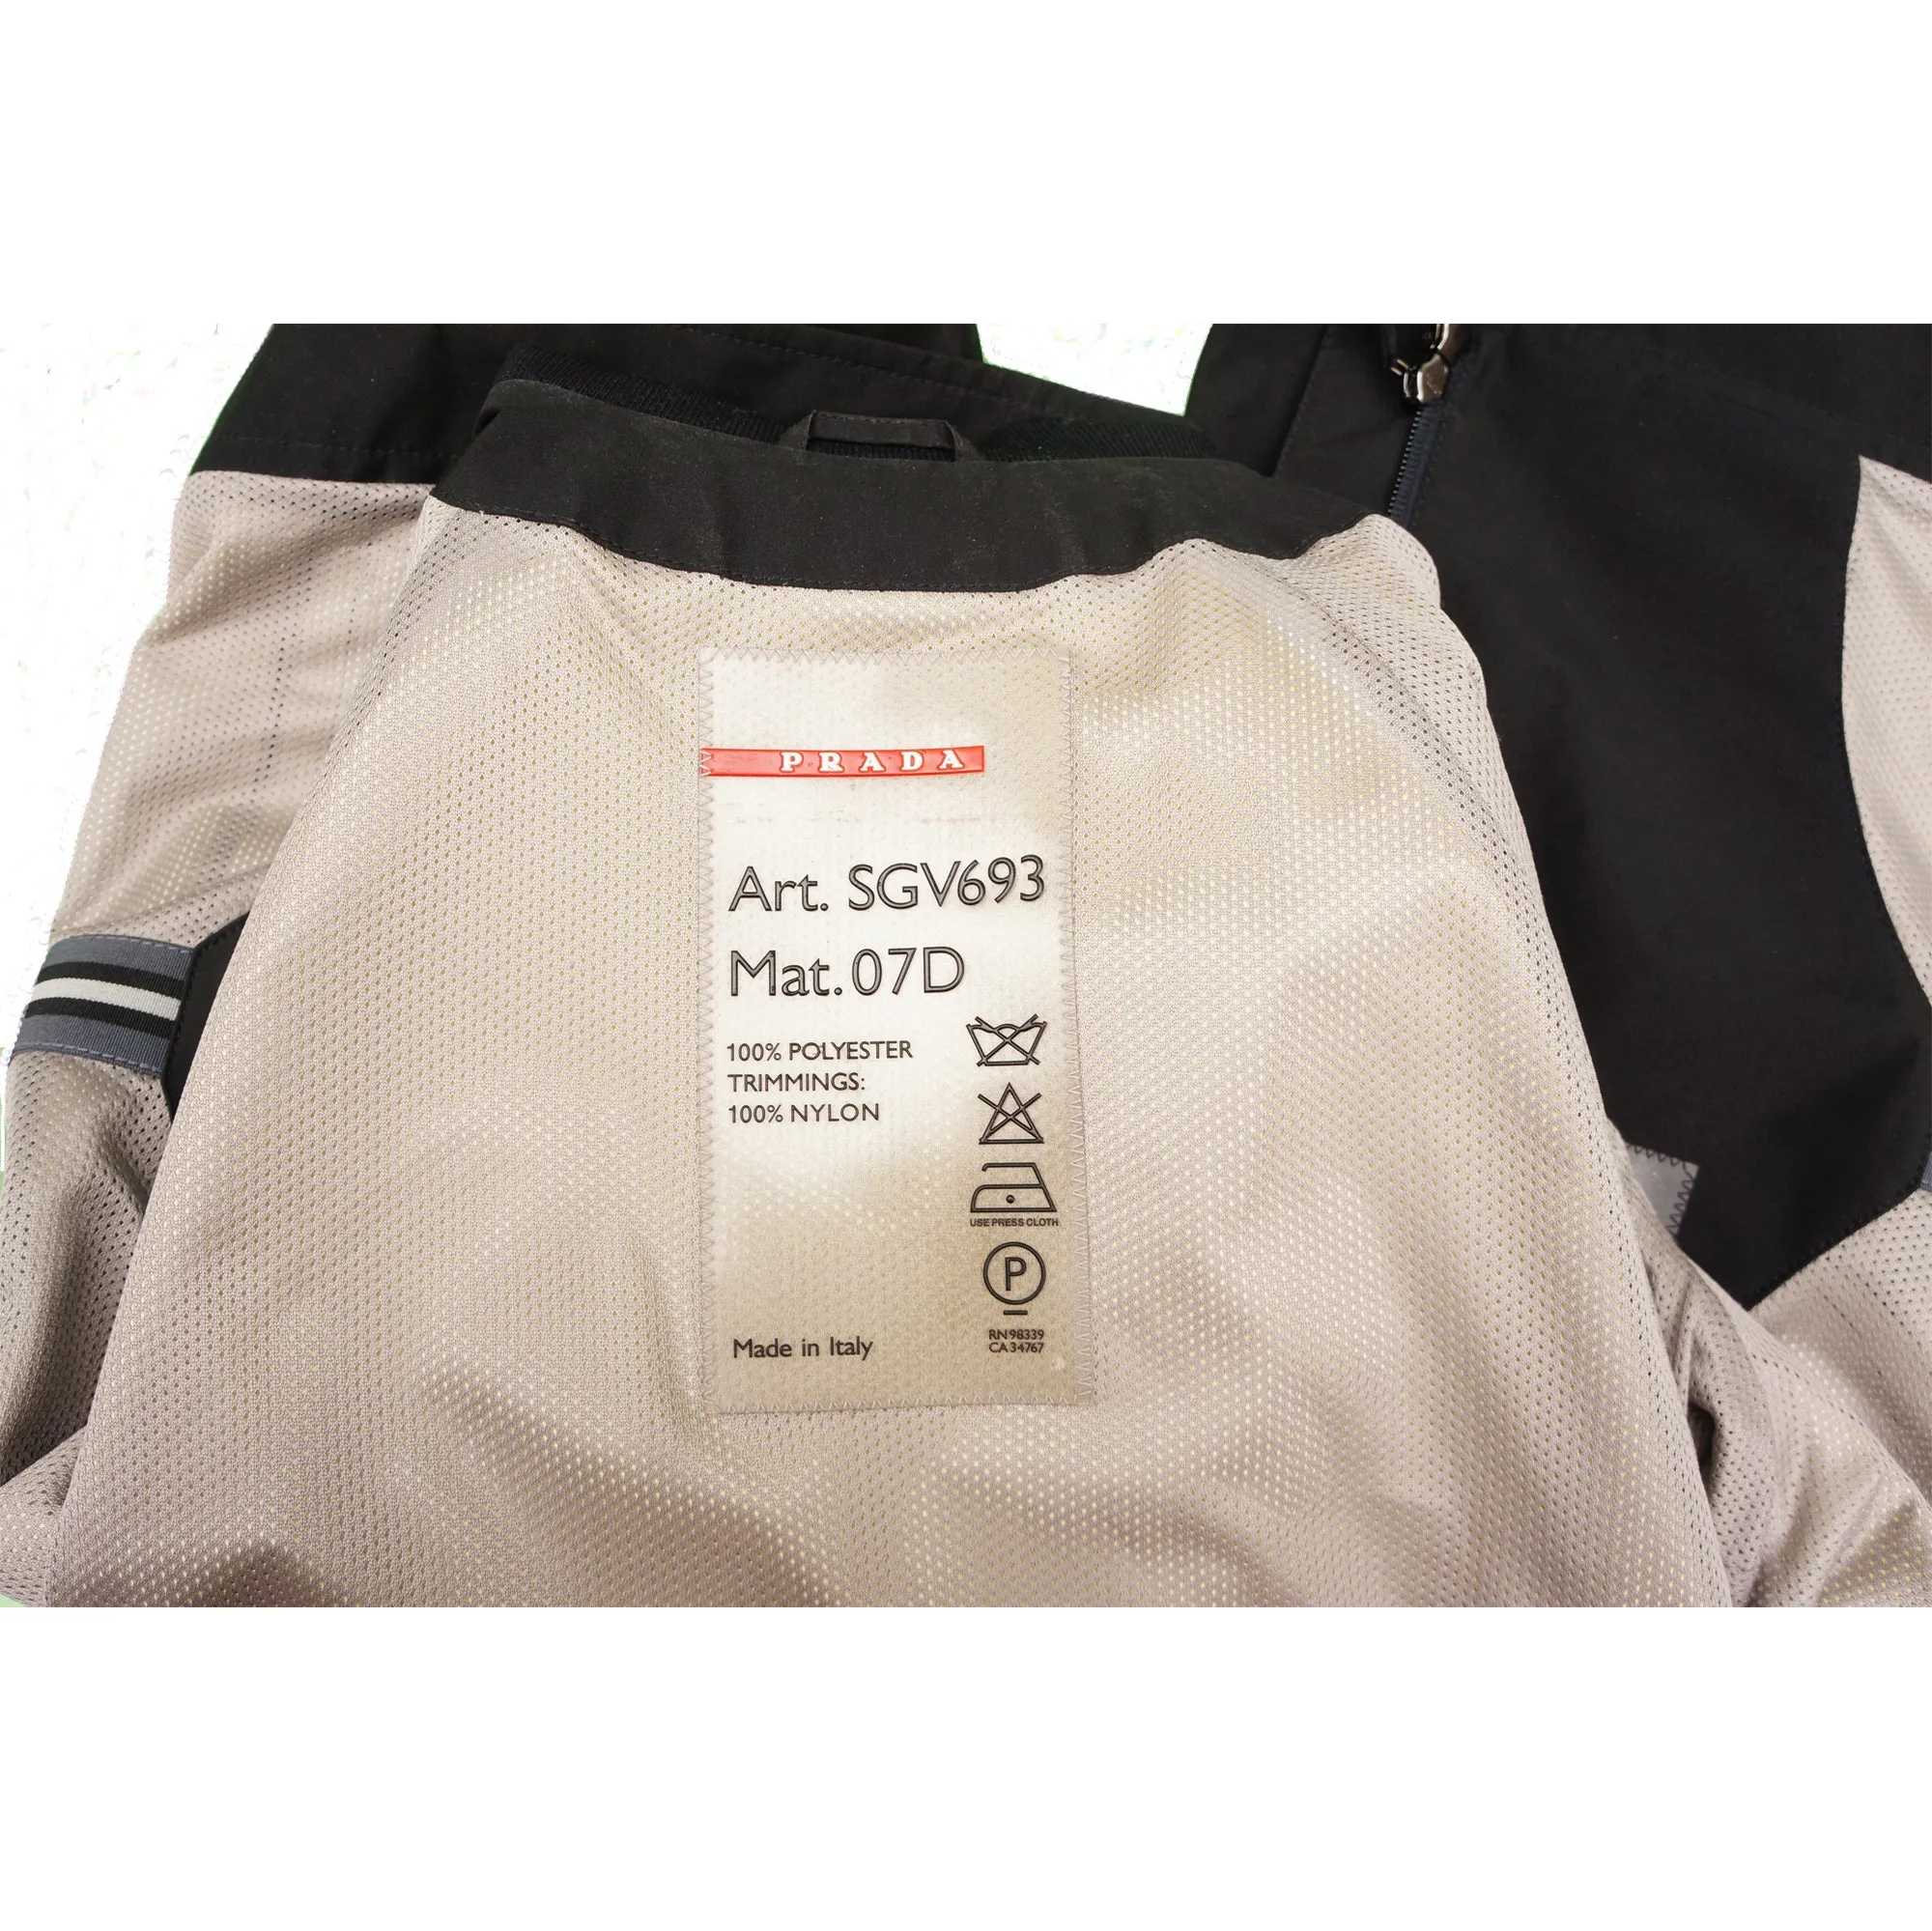 PRADA
Art. SGV693
Mat. 07D
100% POLYESTER
TRIMMINGS:
100% NYLON
USE PRESS CLOTH
P
Made in Italy
RN 98339
CA 34767